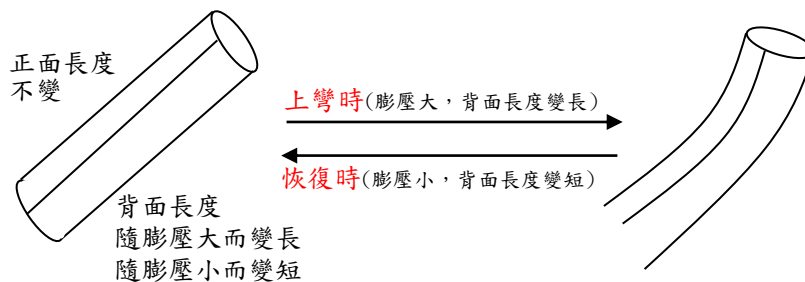 正面長度
不變
上彎時(膨壓大，背面長度變長)
恢復時(膨壓小，背面長度變短)
背面長度
隨膨壓大而變長
隨膨壓小而變短